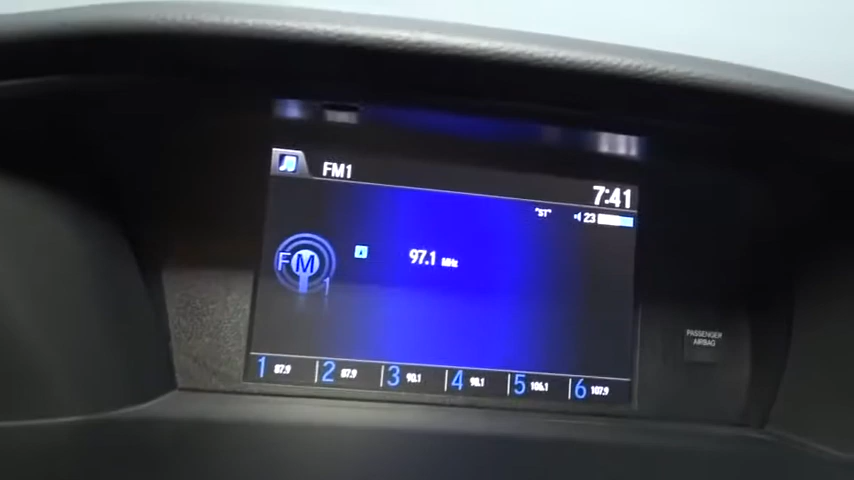 FM1
7:41
"ST" 23
FM
1
97.1 MHz
1 87.9 2 87.9 3 90.1 4 98.1 5 106.1 6 107.9
PASSENGER
AIRBAG